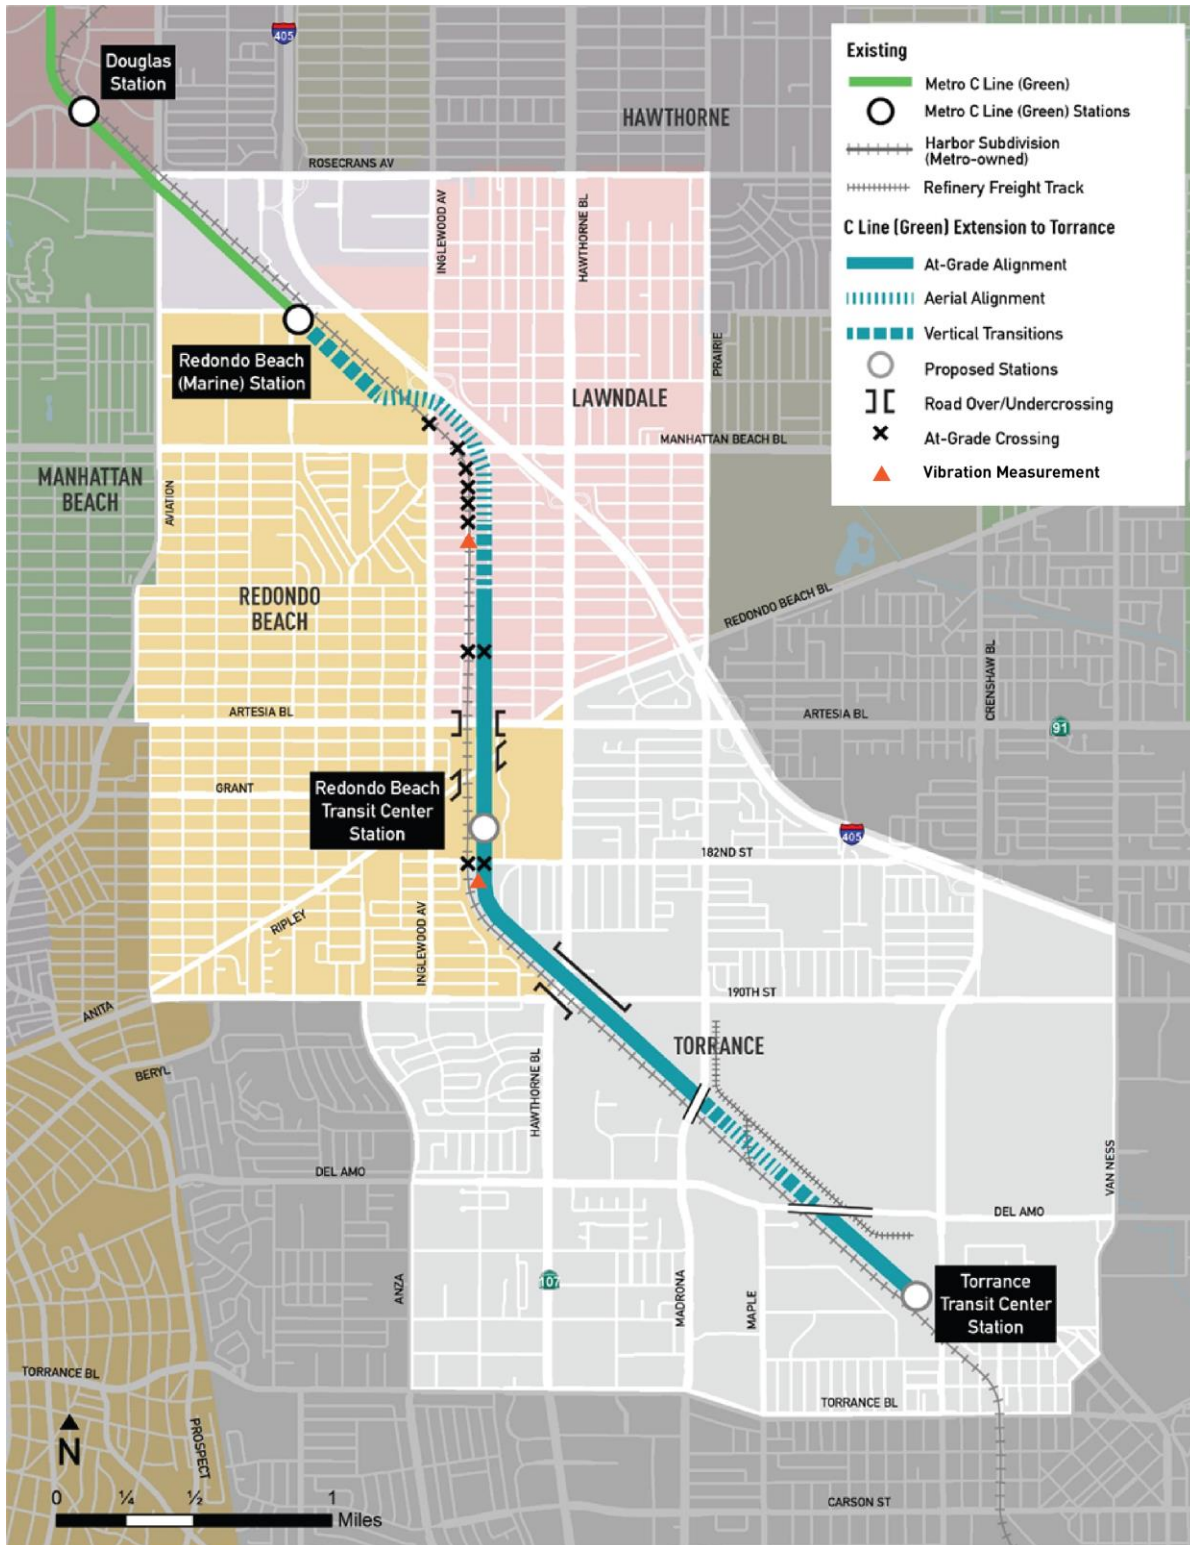 405
Douglas
Station
HAWTHORNE
ROSECRANS AV
INGLEWOOD AV
HAWTHORNE BL
PRAIRIE
Existing
Metro C Line (Green)
Metro C Line (Green) Stations
Harbor Subdivision
(Metro-owned)
Refinery Freight Track
C Line (Green) Extension to Torrance
At-Grade Alignment
Aerial Alignment
Vertical Transitions
Proposed Stations
Road Over/Undercrossing
At-Grade Crossing
Vibration Measurement
Redondo Beach
(Marine) Station
LAWNDALE
MANHATTAN BEACH BL
MANHATTAN
BEACH
AVIATION
REDONDO
BEACH
REDONDO BEACH BL
CRENSHAW BL
ARTESIA BL
ARTESIA BL
91
GRANT
Redondo Beach
Transit Center
Station
405
182ND ST
RIPLEY
INGLEWOOD AV
190TH ST
ANITA
TORRANCE
BERYL
HAWTHORNE BL
DEL AMO
VAN NESS
DEL AMO
ANZA
107
MADRONA
MAPLE
Torrance
Transit Center
Station
TORRANCE BL
TORRANCE BL
N
PROSPECT
CARSON ST
0 ¼ ½ 1
Miles